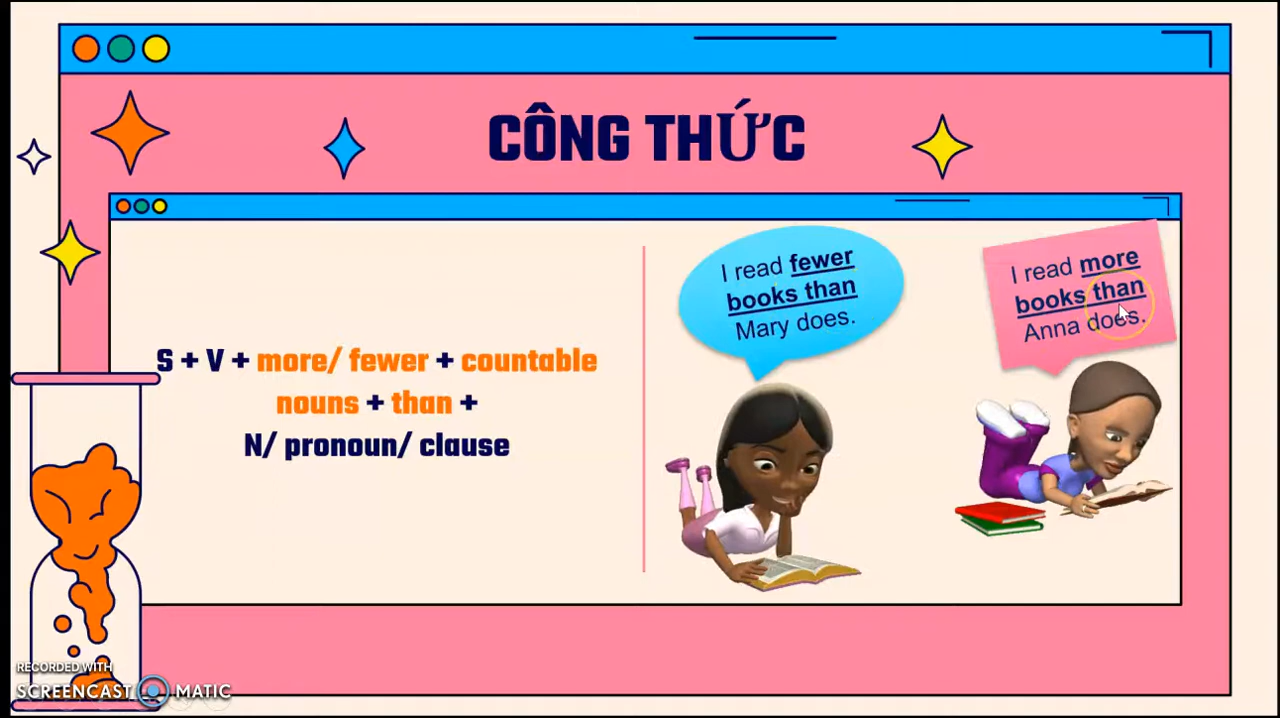 CÔNG THỨC
S + V + more/ fewer + countable
nouns + than +
N/ pronoun/ clause
I read fewer
books than
Mary does.
I read more
books than
Anna does.
RECORDED WITH
SCREENCAST MATIC